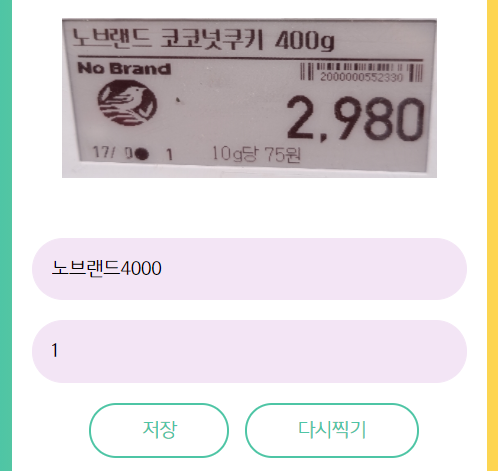 노브랜드 코코넛쿠키 400g
No Brand
2000000552330
2,980
1
10g당 75원
노브랜드4000
1
저장
다시찍기